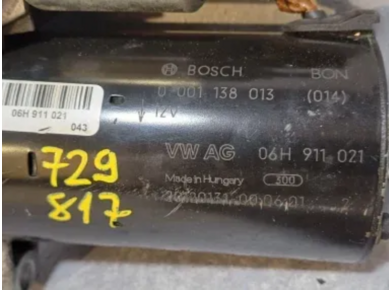 BOSCH BON
0 001 138 013 (014)
12V
VW AG 06H 911 021
Made in Hungary 300
06H 911 021
043
729
817